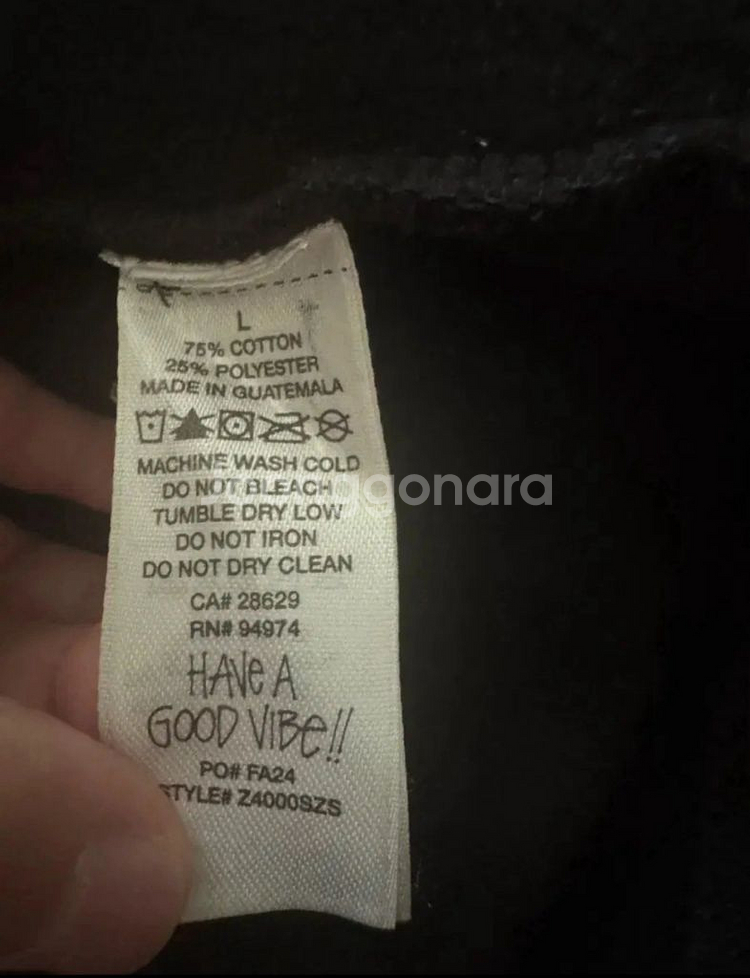 L
75% COTTON
25% POLYESTER
MADE IN GUATEMALA
MACHINE WASH COLD
DO NOT BLEACH
TUMBLE DRY LOW
DO NOT IRON
DO NOT DRY CLEAN
CA# 28629
RN# 94974
HAVE A
GOOD VIBE!!
PO# FA24
STYLE# Z4000SZS